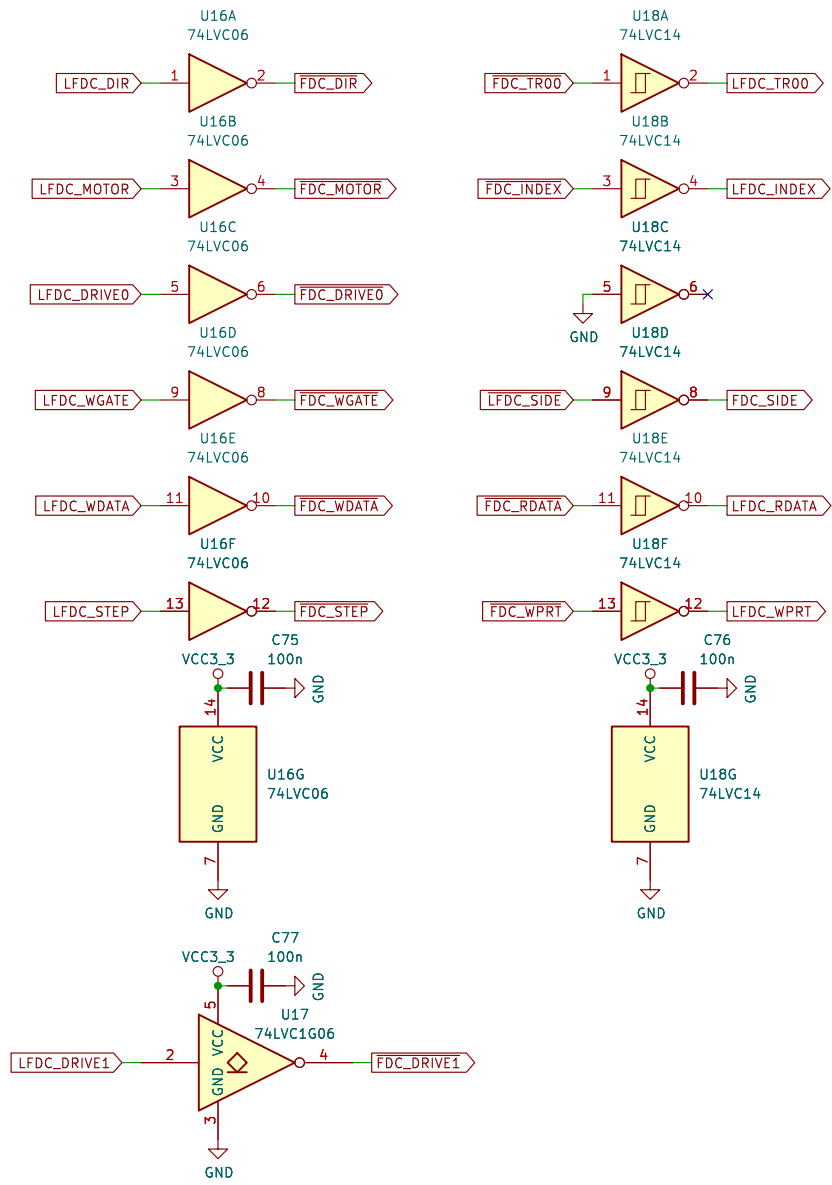 U16A
74LVC06
LFDC_DIR
1
2
FDC_DIR
U16B
74LVC06
LFDC_MOTOR
3
4
FDC_MOTOR
U16C
74LVC06
LFDC_DRIVE0
5
6
FDC_DRIVE0
U16D
74LVC06
LFDC_WGATE
9
8
FDC_WGATE
U16E
74LVC06
LFDC_WDATA
11
10
FDC_WDATA
U16F
74LVC06
LFDC_STEP
13
12
FDC_STEP
C75
100n
VCC3_3
GND
14
VCC
GND
U16G
74LVC06
7
GND
C77
100n
VCC3_3
GND
5
U17
74LVC1G06
VCC
GND
LFDC_DRIVE1
2
4
FDC_DRIVE1
3
GND
U18A
74LVC14
FDC_TR00
1
2
LFDC_TR00
U18B
74LVC14
FDC_INDEX
3
4
LFDC_INDEX
U18C
74LVC14
5
6
GND
U18D
74LVC14
LFDC_SIDE
9
8
FDC_SIDE
U18E
74LVC14
FDC_RDATA
11
10
LFDC_RDATA
U18F
74LVC14
FDC_WPRT
13
12
LFDC_WPRT
C76
100n
VCC3_3
GND
14
VCC
GND
U18G
74LVC14
7
GND